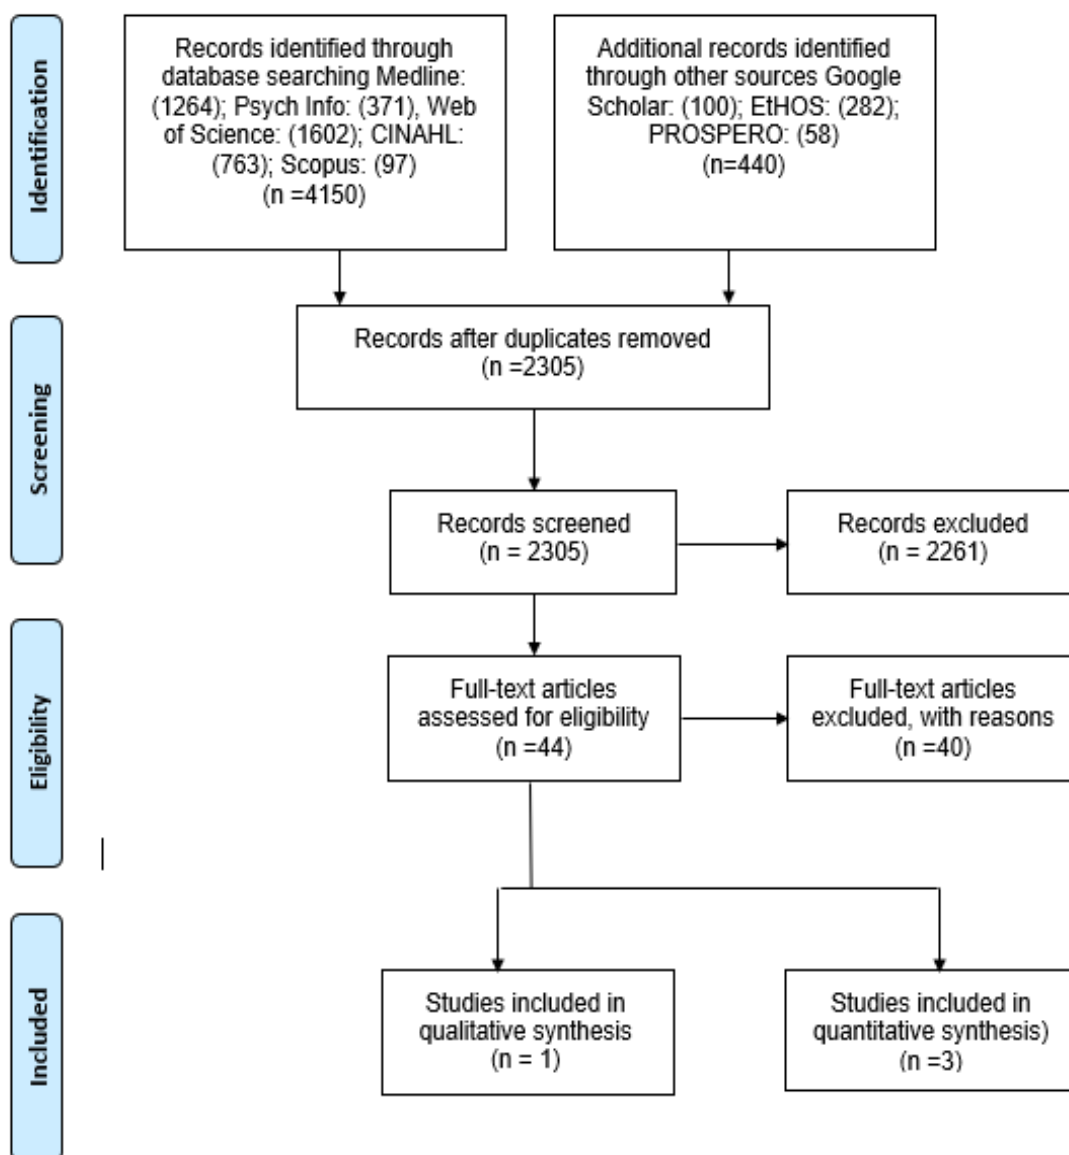 Identification
Records identified through
database searching Medline:
(1264); Psych Info: (371), Web
of Science: (1602); CINAHL:
(763); Scopus: (97)
(n =4150)
Additional records identified
through other sources Google
Scholar: (100); EtHOS: (282);
PROSPERO: (58)
(n=440)
Screening
Records after duplicates removed
(n =2305)
Records screened
(n = 2305)
Records excluded
(n = 2261)
Eligibility
Full-text articles
assessed for eligibility
(n =44)
Full-text articles
excluded, with reasons
(n =40)
Included
Studies included in
qualitative synthesis
(n = 1)
Studies included in
quantitative synthesis)
(n =3)